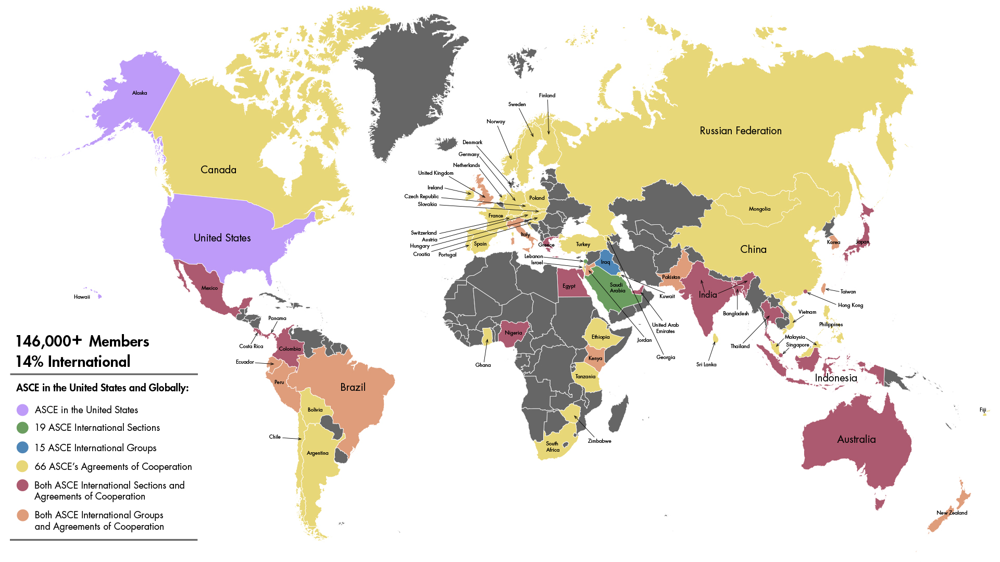 Alaska
Canada
United States
Hawaii
Mexico
Panama
Costa Rica
Colombia
Ecuador
Peru
Brazil
Bolivia
Chile
Argentina
Finland
Sweden
Norway
Denmark
Germany
Netherlands
United Kingdom
Ireland
Czech Republic
Slovakia
Poland
France
Switzerland
Austria
Hungary
Croatia
Portugal
Spain
Italy
Greece
Turkey
Lebanon
Israel
Iraq
Egypt
Saudi
Arabia
Kuwait
United Arab
Emirates
Jordan
Georgia
Nigeria
Ghana
Ethiopia
Kenya
Tanzania
Zimbabwe
South
Africa
Russian Federation
Mongolia
China
Korea
Japan
Pakistan
India
Bangladesh
Taiwan
Hong Kong
Vietnam
Philippines
Thailand
Malaysia
Singapore
Sri Lanka
Indonesia
Australia
Fiji
New Zealand
146,000+ Members
14% International
ASCE in the United States and Globally:
ASCE in the United States
19 ASCE International Sections
15 ASCE International Groups
66 ASCE's Agreements of Cooperation
Both ASCE International Sections and
Agreements of Cooperation
Both ASCE International Groups
and Agreements of Cooperation